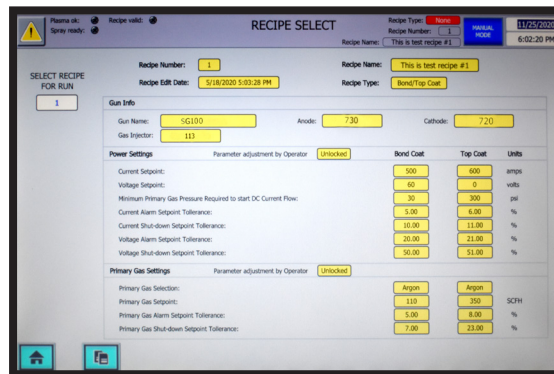 Plasma ok:
Recipe valid:
RECIPE SELECT
Recipe Type: None
MANUAL MODE
11/25/2020
Spray ready:
Recipe Number: 1
Recipe Name: This is test recipe #1
6:02:20 PM
SELECT RECIPE
FOR RUN
1
Recipe Number: 1 Recipe Name: This is test recipe #1
Recipe Edit Date: 5/18/2020 5:03:28 PM Recipe Type: Bond/Top Coat
Gun Info
Gun Name: SG100 Anode: 730 Cathode: 720
Gas Injector: 113
Power Settings Parameter adjustment by Operator Unlocked Bond Coat Top Coat Units
Current Setpoint: 500 600 amps
Voltage Setpoint: 60 0 volts
Minimum Primary Gas Pressure Required to start DC Current Flow: 30 300 psi
Current Alarm Setpoint Tollerance: 5.00 6.00 %
Current Shut-down Setpoint Tollerance: 10.00 11.00 %
Voltage Alarm Setpoint Tollerance: 20.00 21.00 %
Voltage Shut-down Setpoint Tollerance: 50.00 51.00 %
Primary Gas Settings Parameter adjustment by Operator Unlocked
Primary Gas Selection: Argon Argon
Primary Gas Setpoint: 110 350 SCFH
Primary Gas Alarm Setpoint Tollerance: 5.00 8.00 %
Primary Gas Shut-down Setpoint Tollerance: 7.00 23.00 %